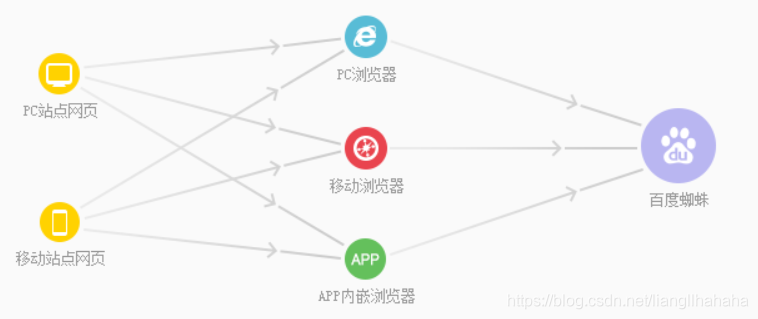 PC浏览器
PC站点网页
移动浏览器
du
百度蜘蛛
移动站点网页
APP
APP内嵌浏览器
https://blog.csdn.net/lianglihahaha